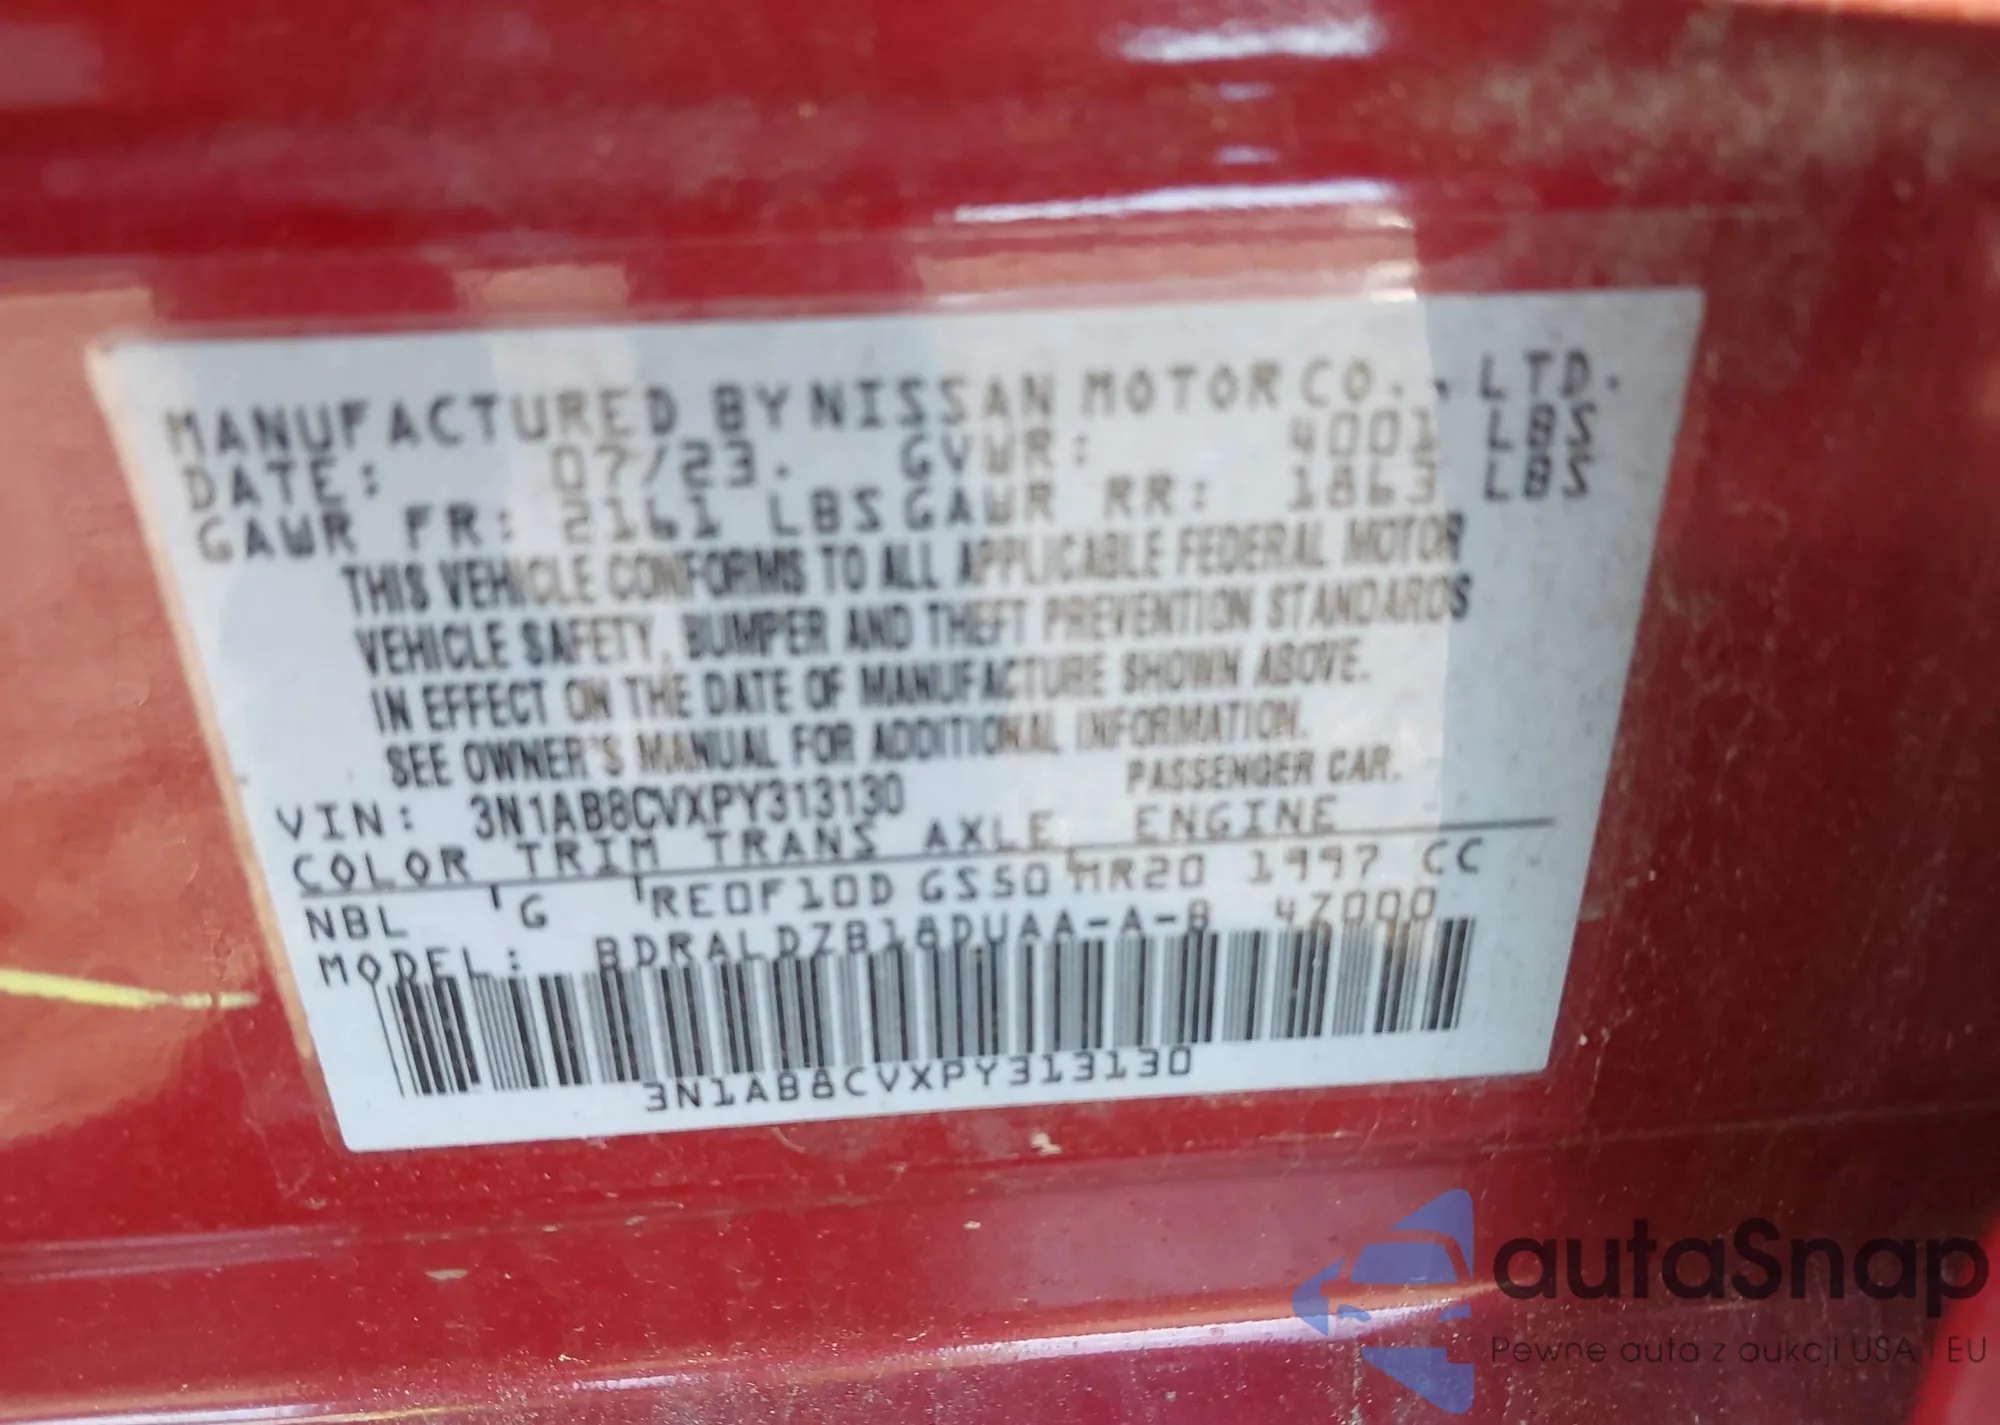 MANUFACTURED BY NISSAN MOTOR CO., LTD.
DATE: 07/23. GVWR: 4001 LBS
GAWR FR: 2161 LBS GAWR RR: 1863 LBS
THIS VEHICLE CONFORMS TO ALL APPLICABLE FEDERAL MOTOR
VEHICLE SAFETY, BUMPER AND THEFT PREVENTION STANDARDS
IN EFFECT ON THE DATE OF MANUFACTURE SHOWN ABOVE.
SEE OWNER'S MANUAL FOR ADDITIONAL INFORMATION.
VIN: 3N1AB8CVXPY313130 PASSENGER CAR.
COLOR TRIM TRANS AXLE ENGINE
NBL G RE0F10D GS50 MR20 1997 CC
MODEL: BDRALDZB18DUAA-A-B 47000
3N1AB8CVXPY313130
autaSnap
Pewne auta z aukcji USA i EU